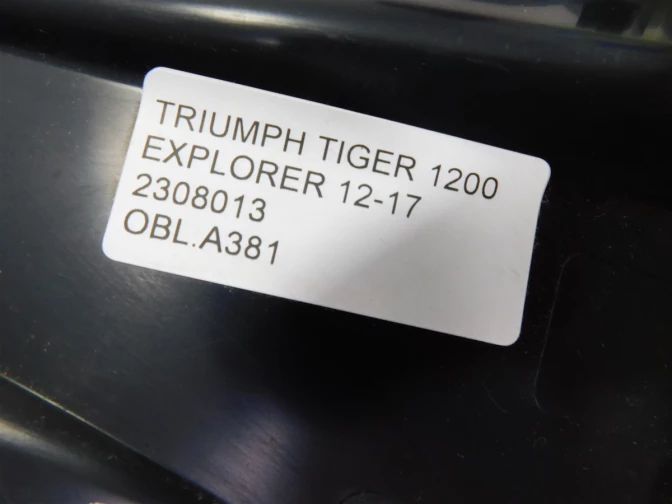 TRIUMPH TIGER 1200
EXPLORER 12-17
2308013
OBL.A381